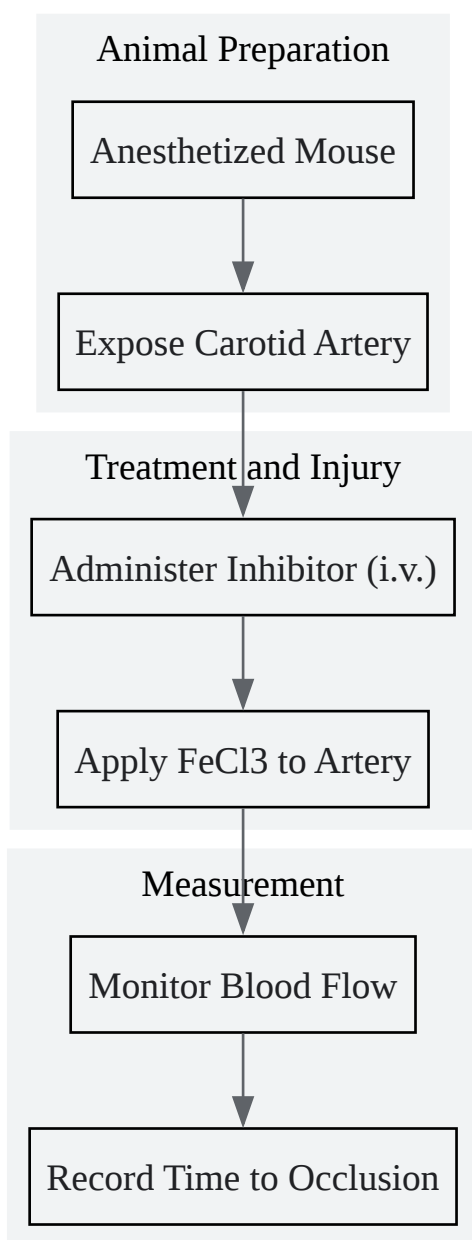 Animal Preparation
Anesthetized Mouse
Expose Carotid Artery
Treatment and Injury
Administer Inhibitor (i.v.)
Apply FeCl3 to Artery
Measurement
Monitor Blood Flow
Record Time to Occlusion